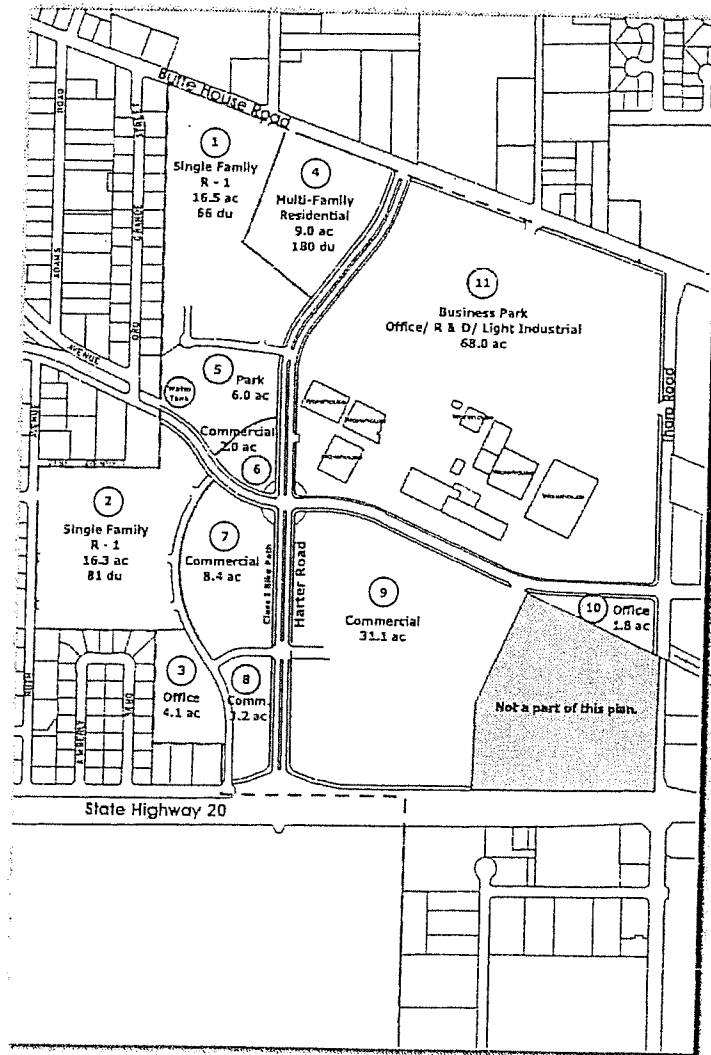 Butte House Road
ROAD
STREET
1
Single Family
R - 1
16.5 ac
66 du
4
Multi-Family
Residential
9.0 ac
180 du
ORANGE
ADAMS
11
Business Park
Office/ R & D/ Light Industrial
68.0 ac
AVENUE
5
Park
6.0 ac
Water
Tank
Tharp Road
Commercial
2.0 ac
6
AVENUE
2
Single Family
R - 1
16.3 ac
81 du
7
Commercial
8.4 ac
Class I Bike Path
Harter Road
9
Commercial
31.1 ac
10
Office
1.8 ac
3
Office
4.1 ac
8
Comm.
Not a part of this plan.
RUTH
State Highway 20